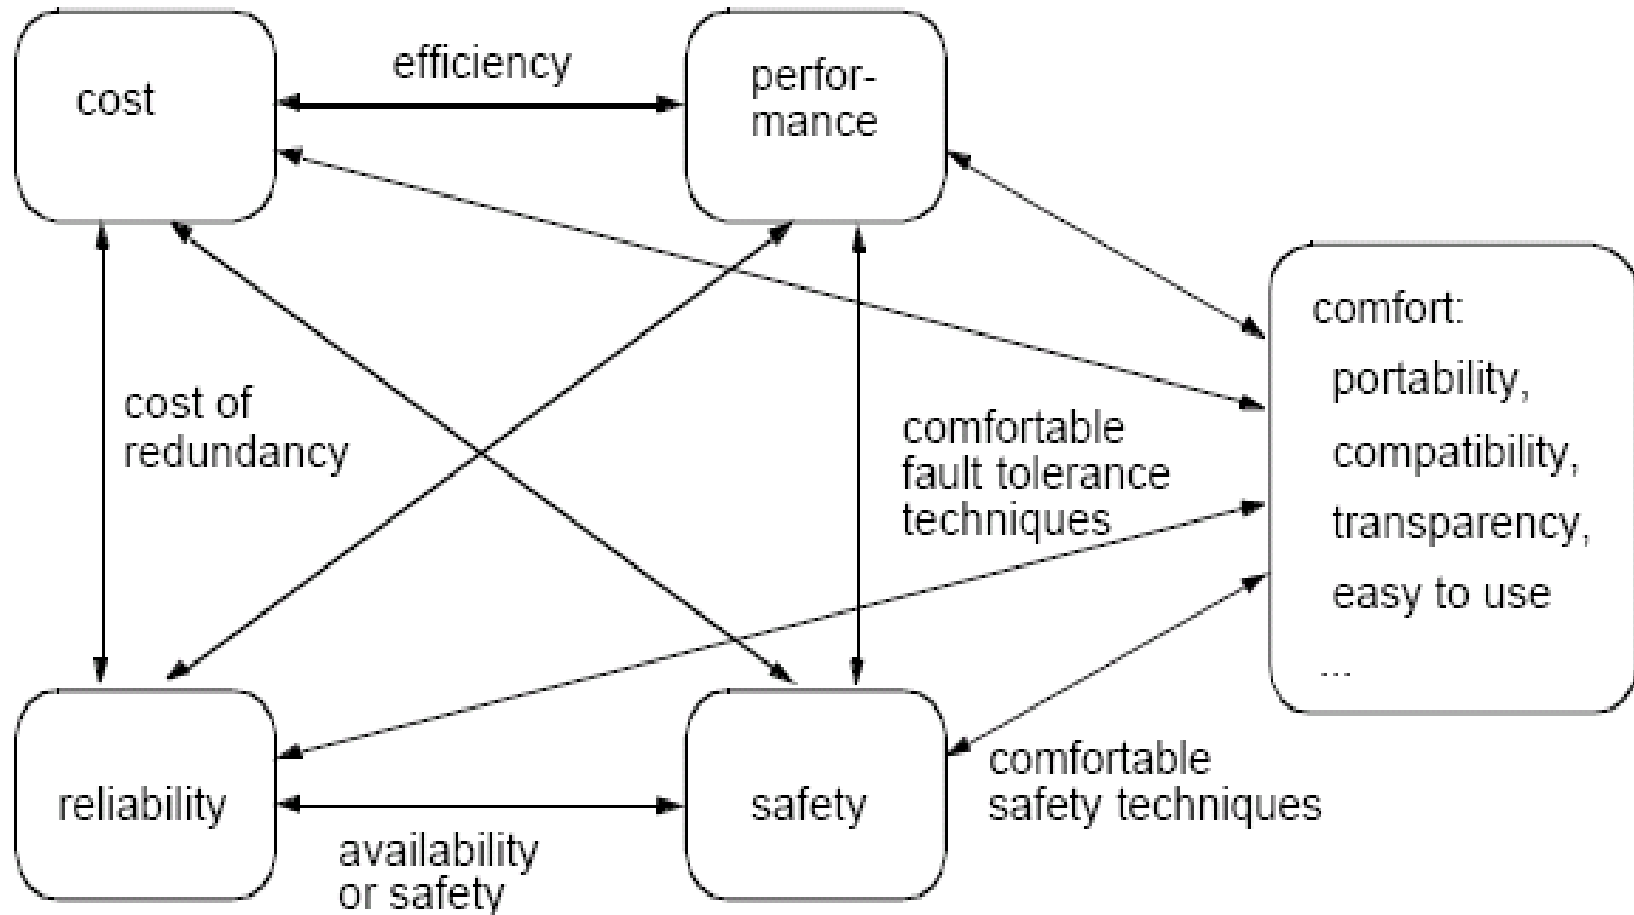 efficiency
cost
perfor-
mance
comfort:
portability,
compatibility,
transparency,
easy to use
...
cost of
redundancy
comfortable
fault tolerance
techniques
reliability
safety
comfortable
safety techniques
availability
or safety